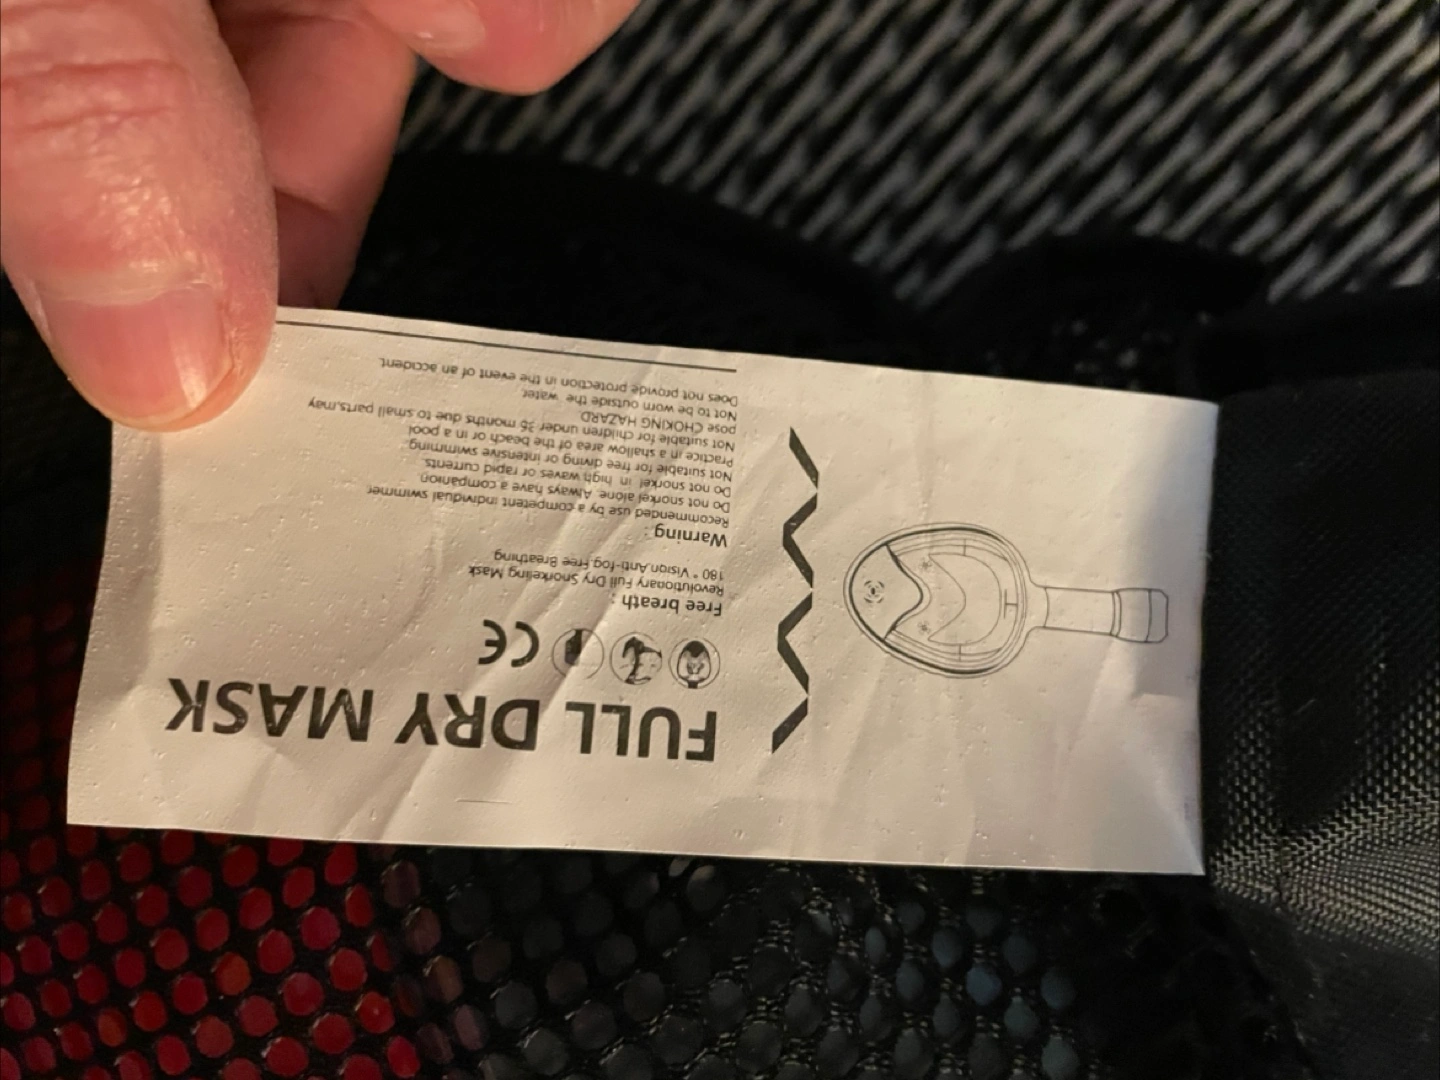 FULL DRY MASK
CE
Free breath :
Revolutionary Full Dry Snorkeling Mask
180 ° Vision,Anti-fog,Free Breathing
Warning :
Recommended use by a competent individual swimmer.
Do not snorkel alone. Always have a companion.
Do not snorkel in high waves or rapid currents.
Not suitable for free diving or intensive swimming.
Practice in a shallow area of the beach or in a pool
Not suitable for children under 36 months due to small parts,may
pose CHOKING HAZARD.
Not to be worn outside the water.
Does not provide protection in the event of an accident.